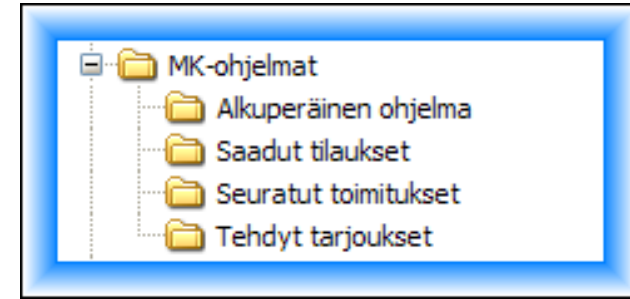 MK-ohjelmat
Alkuperäinen ohjelma
Saadut tilaukset
Seuratut toimitukset
Tehdyt tarjoukset